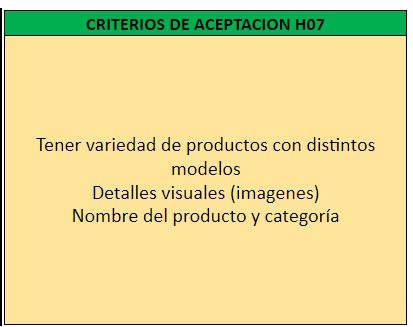 CRITERIOS DE ACEPTACION H07
Tener variedad de productos con distintos
modelos
Detalles visuales (imagenes)
Nombre del producto y categoría